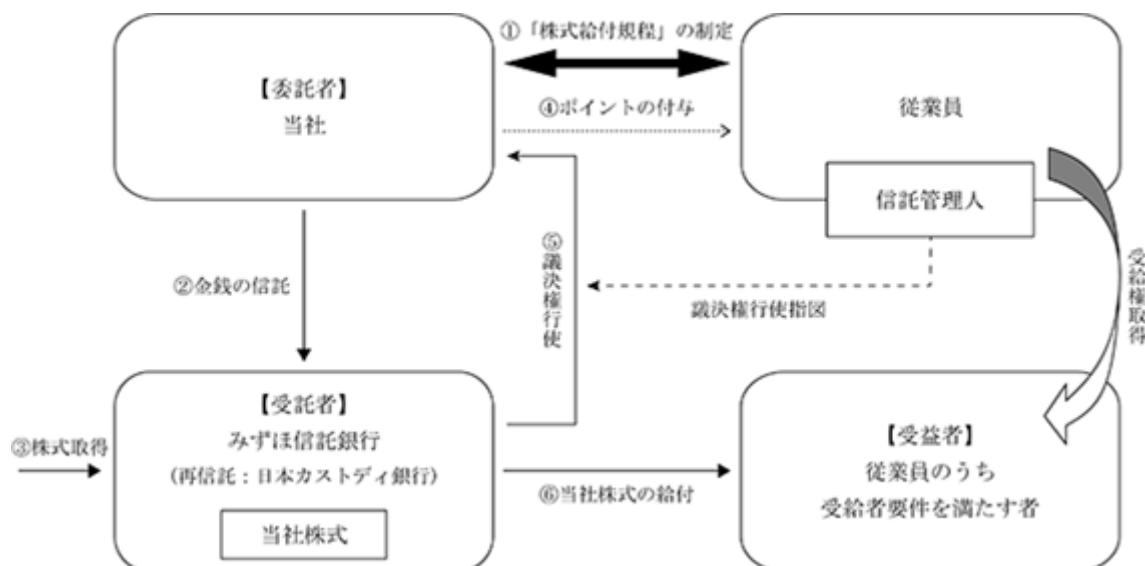 ①「株式給付規程」の制定
【委託者】
当社
④ポイントの付与
従業員
信託管理人
②金銭の信託
⑤議決権行使
議決権行使指図
受給権取得
③株式取得
【受託者】
みずほ信託銀行
(再信託：日本カストディ銀行)
当社株式
⑥当社株式の給付
【受益者】
従業員のうち
受給者要件を満たす者